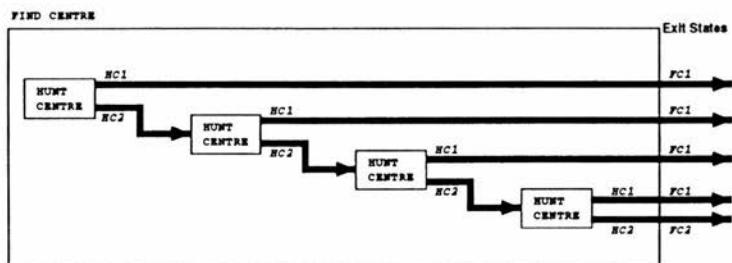 FIND CENTRE
Exit States
HC1
FC1
HUNT
CENTRE
HC2
HC1
FC1
HUNT
CENTRE
HC2
HC1
FC1
HUNT
CENTRE
HC2
HC1
FC1
HUNT
CENTRE
HC2
FC2